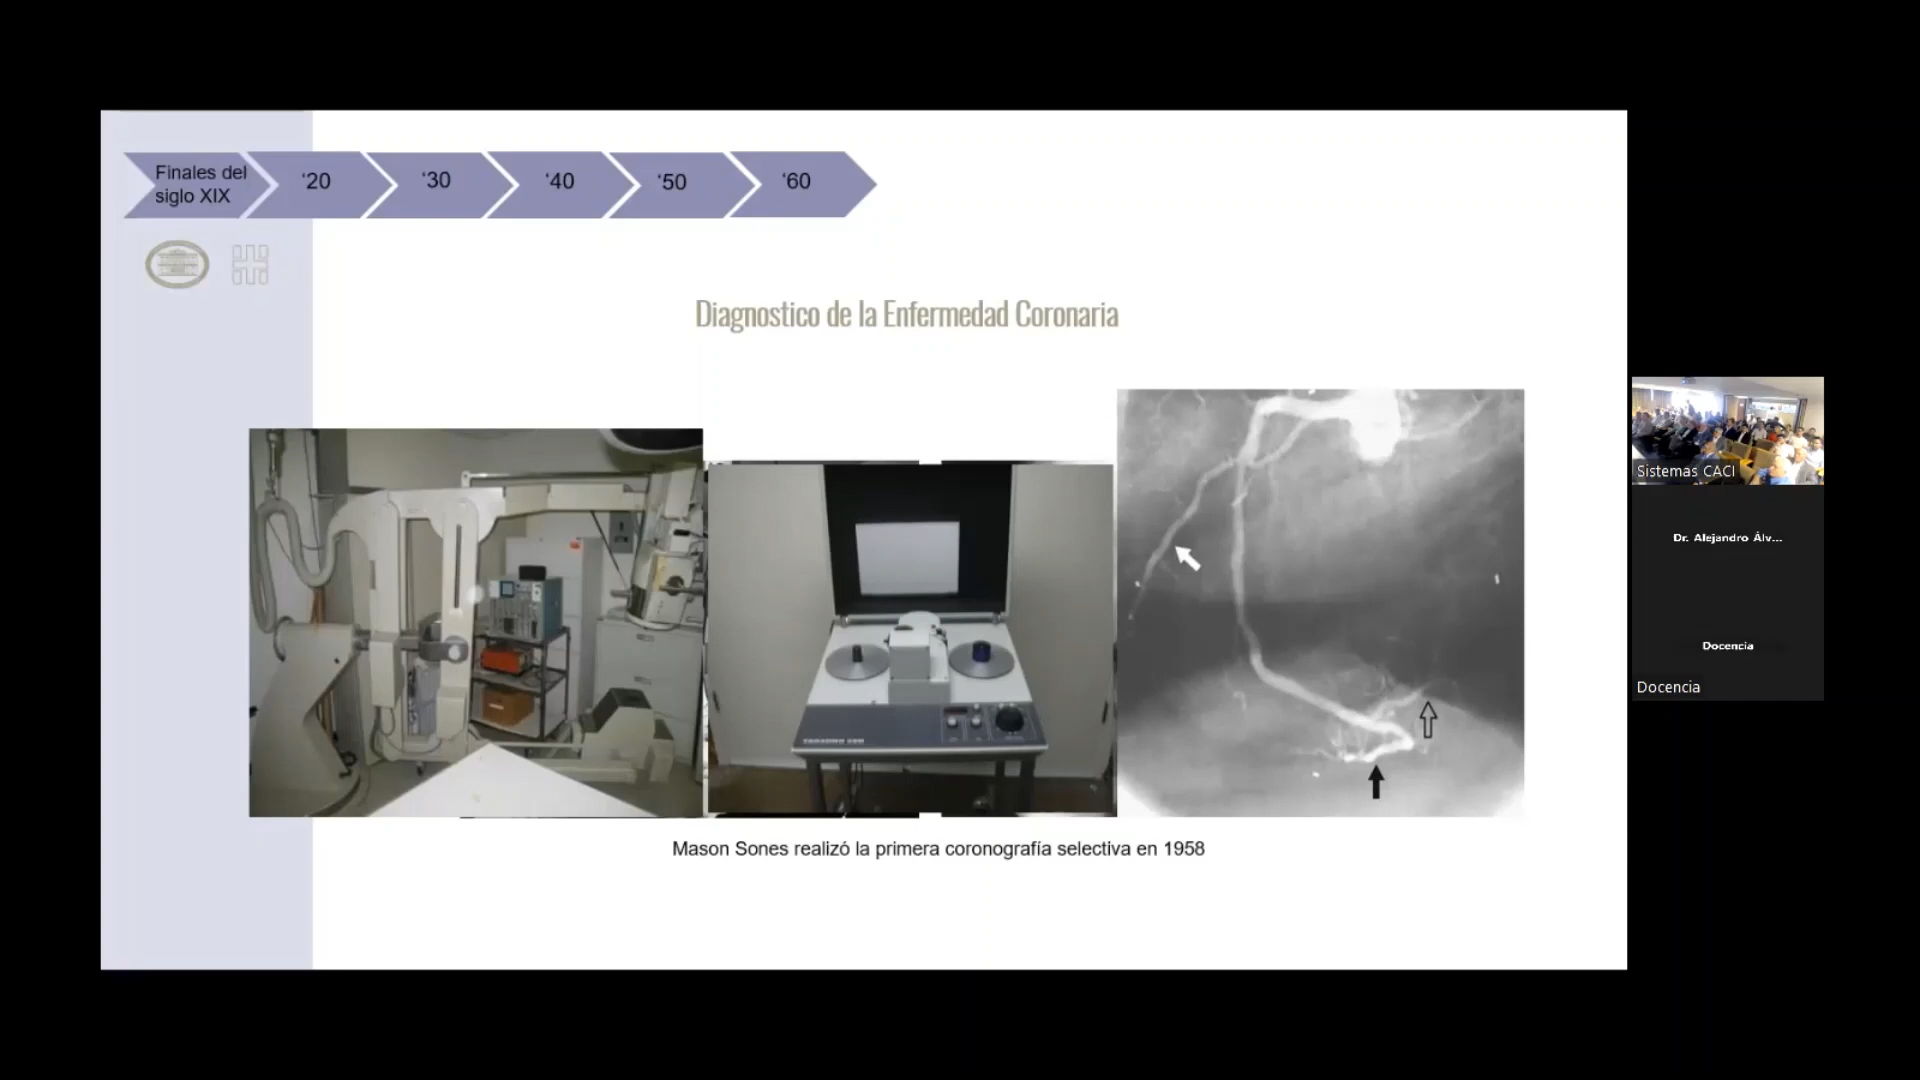 Finales del
siglo XIX
‘20
‘30
‘40
‘50
‘60
Diagnostico de la Enfermedad Coronaria
Mason Sones realizó la primera coronografía selectiva en 1958
Sistemas CACI
Dr. Alejandro Álv...
Docencia
Docencia